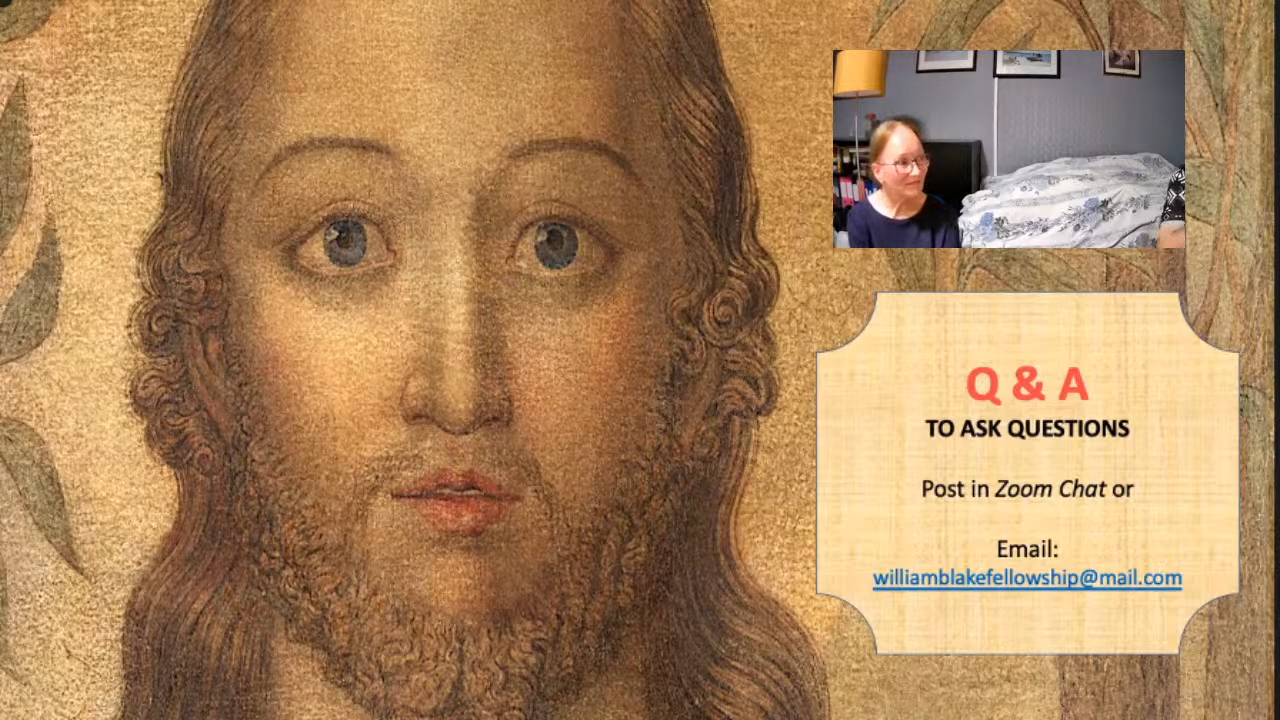 Q & A
TO ASK QUESTIONS
Post in Zoom Chat or
Email:
williamblakefellowship@mail.com